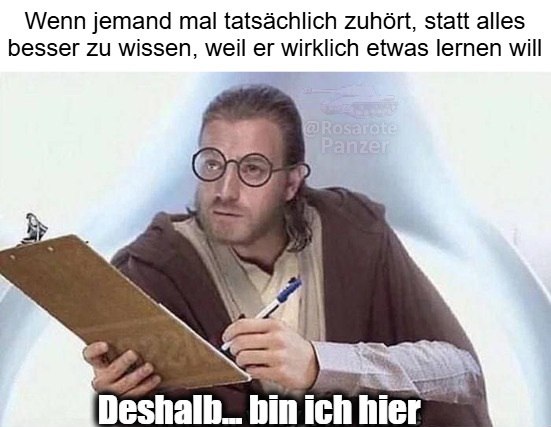 Wenn jemand mal tatsächlich zuhört, statt alles
besser zu wissen, weil er wirklich etwas lernen will
@Rosarote
Panzer
Deshalb... bin ich hier